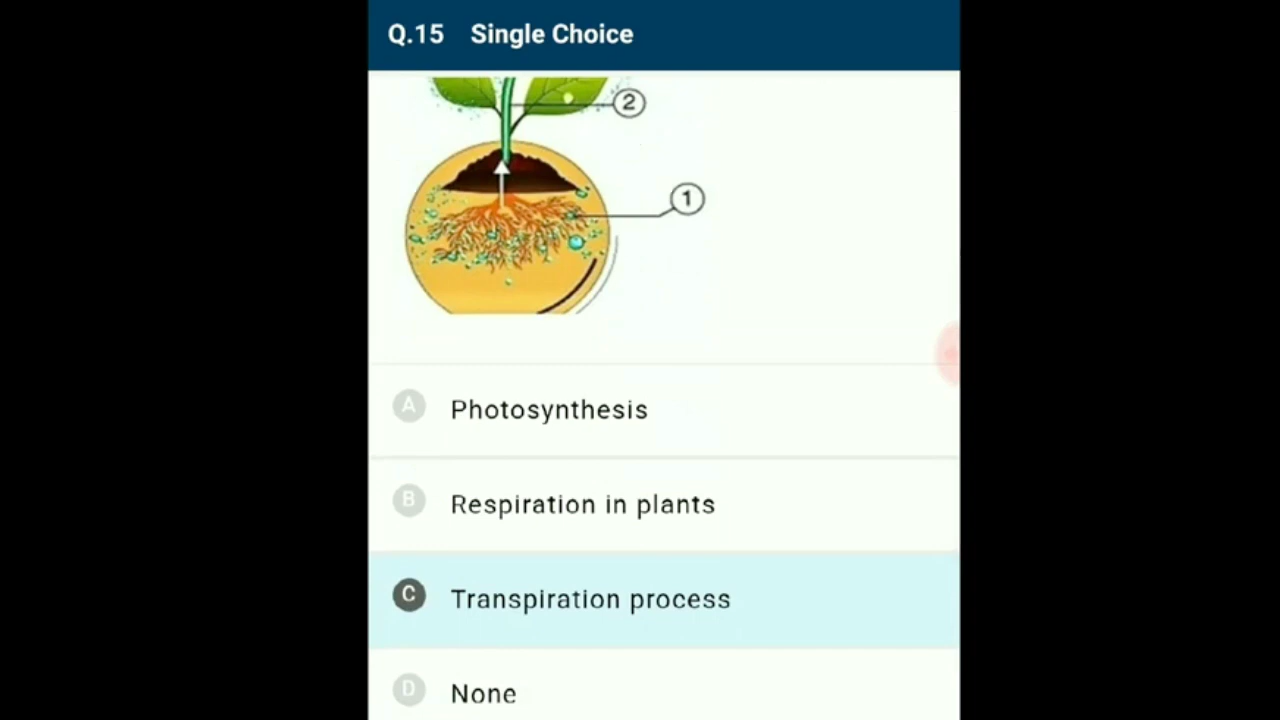 Q.15 Single Choice
2
1
A Photosynthesis
B Respiration in plants
C Transpiration process
D None